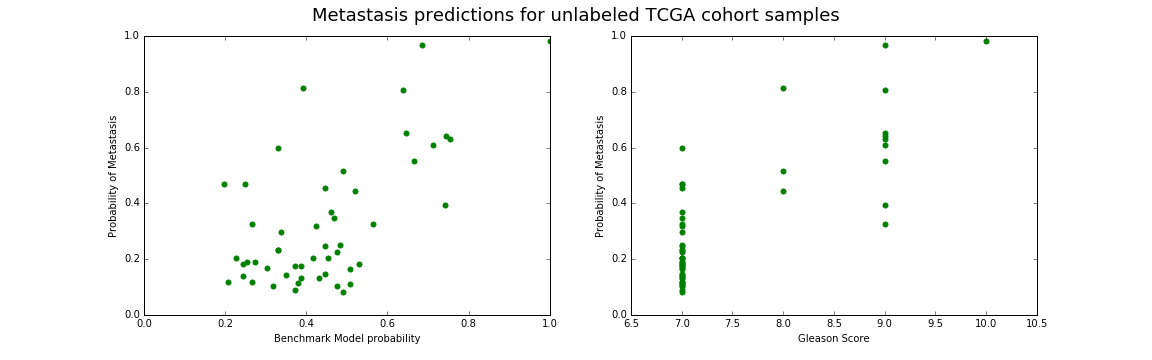 Metastasis predictions for unlabeled TCGA cohort samples
1.0
0.8
0.6
0.4
0.2
0.0
Probability of Metastasis
0.0 0.2 0.4 0.6 0.8 1.0
Benchmark Model probability
1.0
0.8
0.6
0.4
0.2
0.0
Probability of Metastasis
6.5 7.0 7.5 8.0 8.5 9.0 9.5 10.0 10.5
Gleason Score